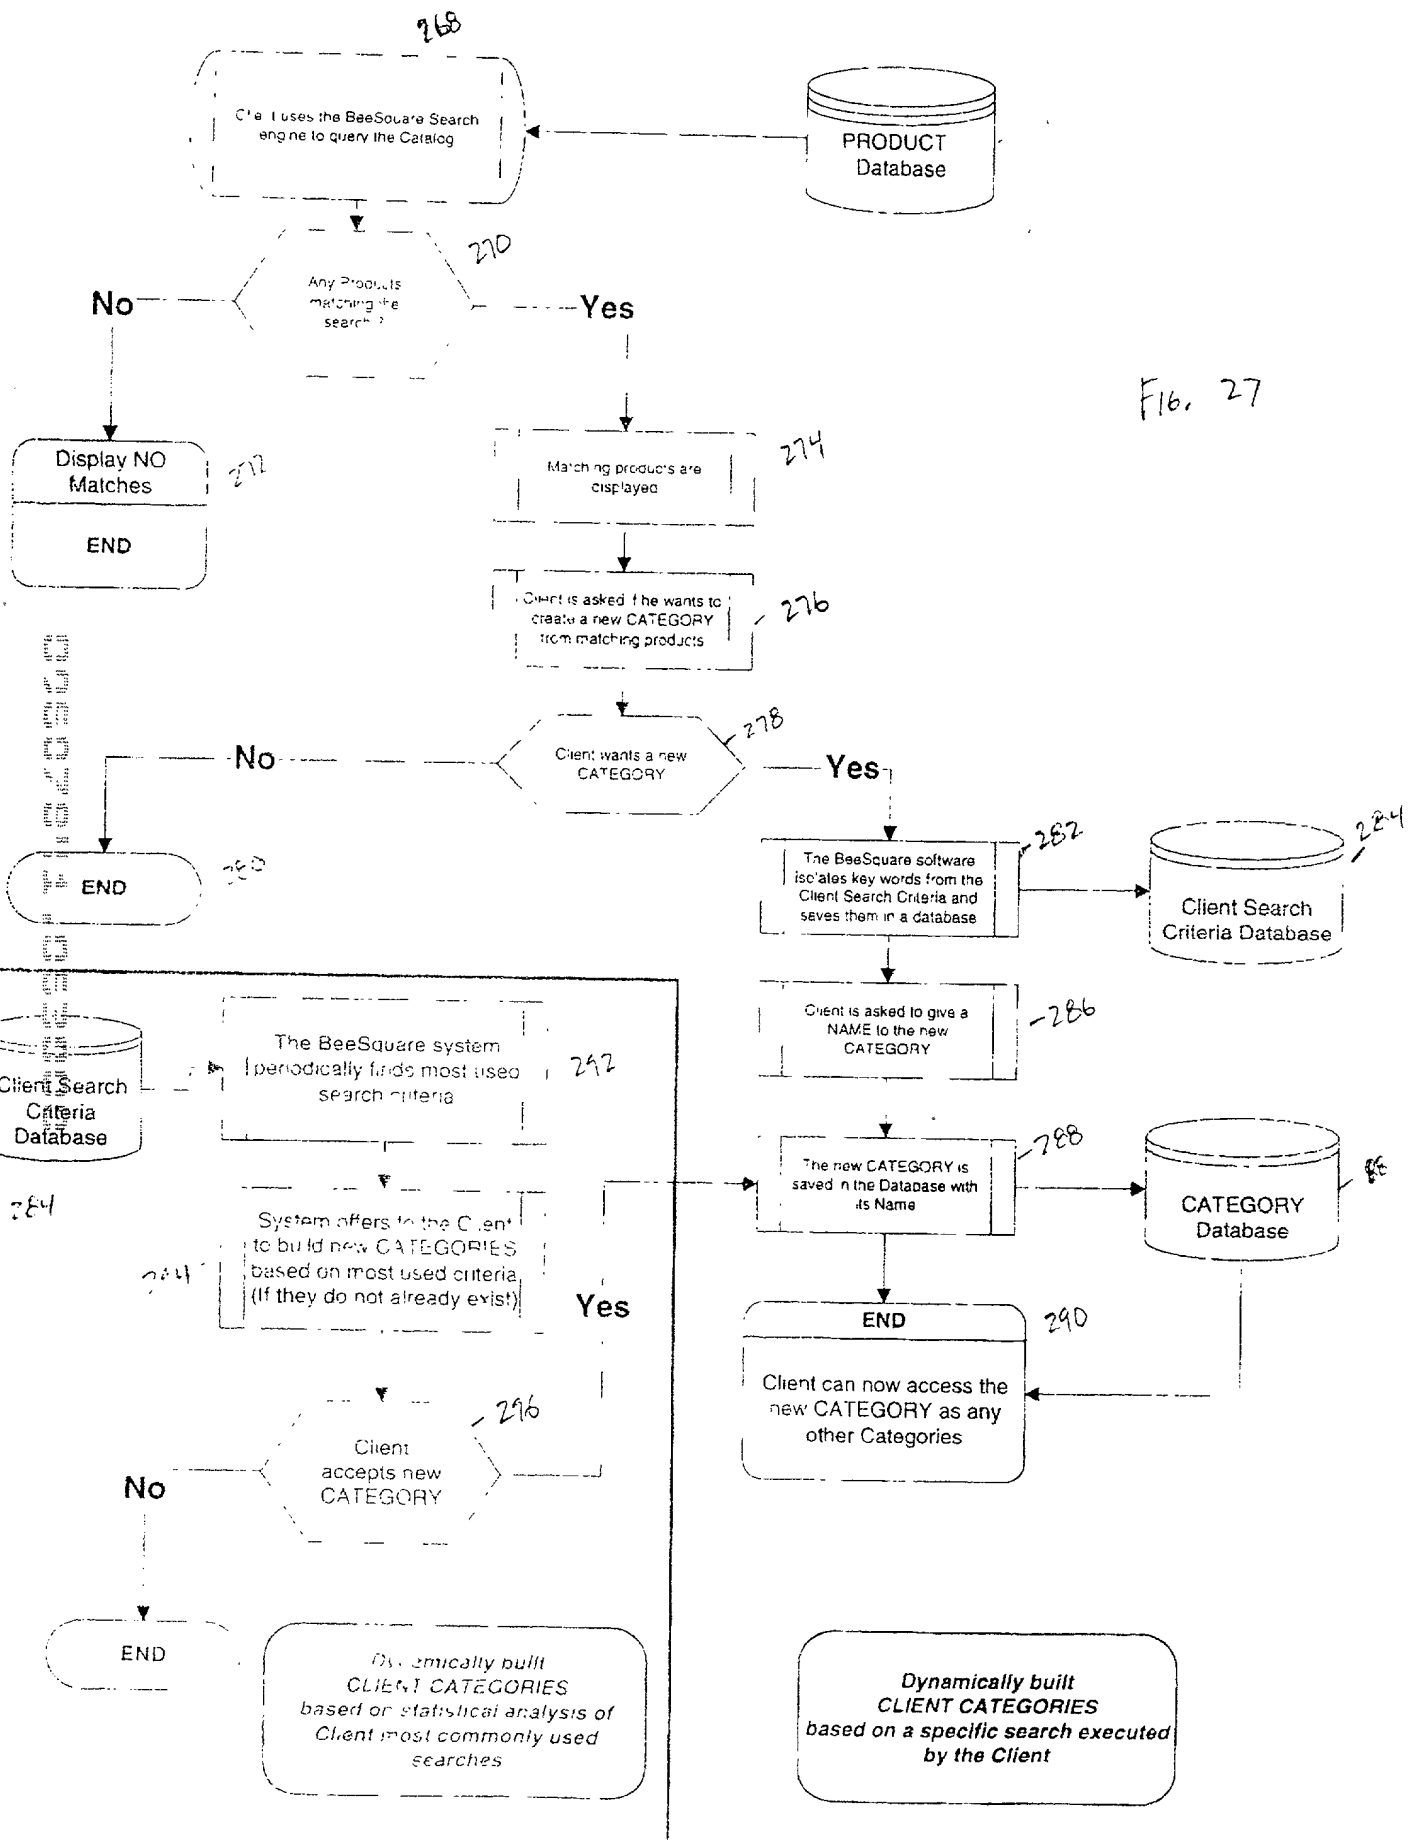 268
Client uses the BeeSquare Search
engine to query the Catalog
PRODUCT
Database
270
Any Products
matching the
search ?
No
Yes
FIG. 27
Display NO
Matches
END
272
Matching products are
displayed
274
Client is asked if he wants to
create a new CATEGORY
from matching products
276
278
Client wants a new
CATEGORY
No
Yes
END
280
The BeeSquare software
isolates key words from the
Client Search Criteria and
saves them in a database
282
284
Client Search
Criteria Database
Client is asked to give a
NAME to the new
CATEGORY
286
Client Search
Criteria
Database
284
The BeeSquare system
periodically finds most used
search criteria
292
The new CATEGORY is
saved in the Database with
its Name
288
CATEGORY
Database
88
System offers to the Client
to build new CATEGORIES
based on most used criteria
(If they do not already exist)
294
Yes
END
Client can now access the
new CATEGORY as any
other Categories
290
296
Client
accepts new
CATEGORY
No
END
Dynamically built
CLIENT CATEGORIES
based on statistical analysis of
Client most commonly used
searches
Dynamically built
CLIENT CATEGORIES
based on a specific search executed
by the Client